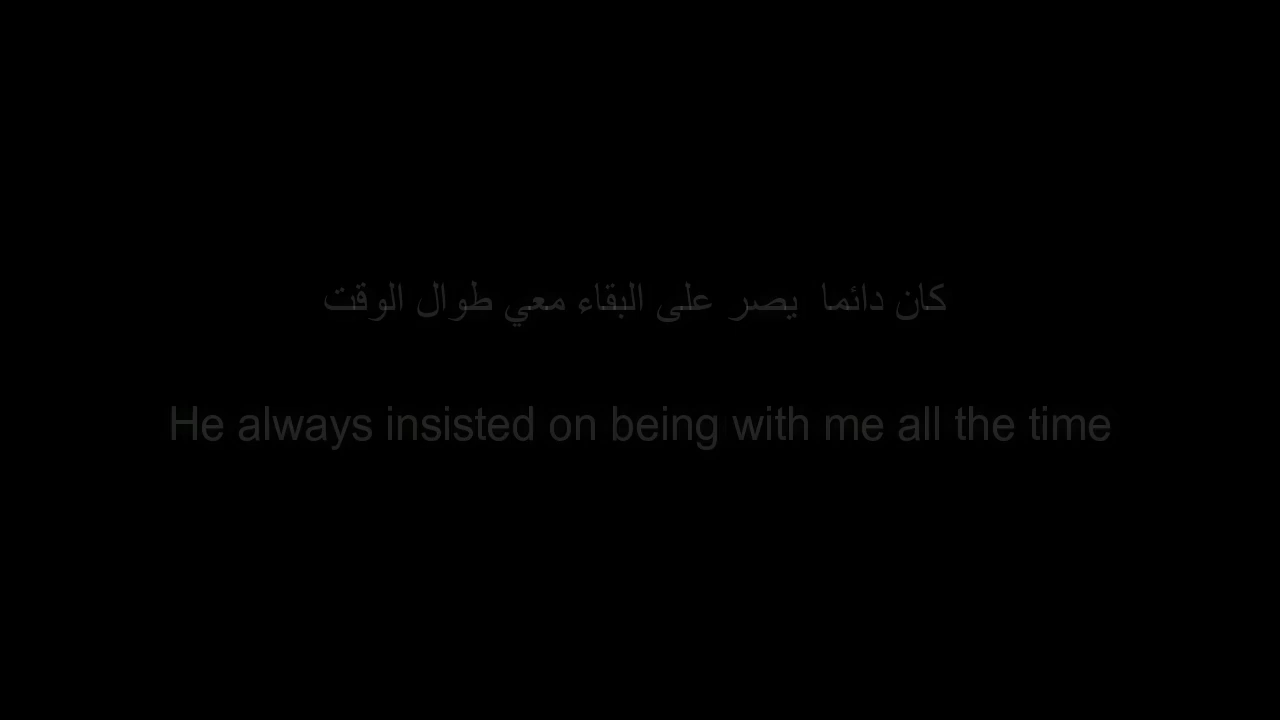 كان دائما  يصر على البقاء معي طوال الوقت
He always insisted on being with me all the time